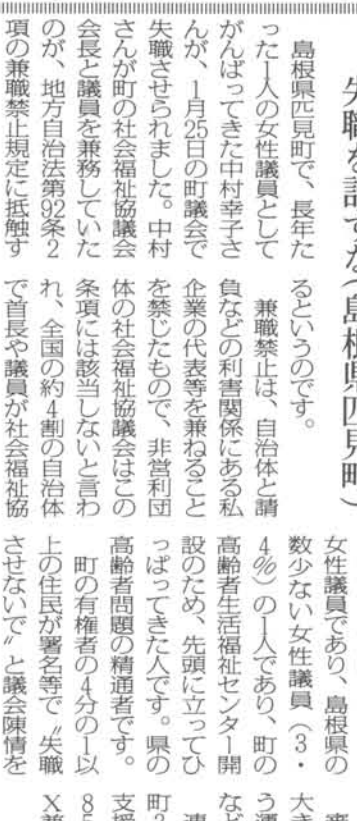 失職を許すな(島根県匹見町)
島根県匹見町で、長年た
った1人の女性議員として
がんばってきた中村幸子さ
んが、1月25日の町議会で
失職させられました。中村
さんが町の社会福祉協議会
会長と議員を兼務していた
のが、地方自治法第92条2
項の兼職禁止規定に抵触す
るというのです。
兼職禁止は、自治体と請
負などの利害関係にある私
企業の代表等を兼ねること
を禁じたもので、非営利団
体の社会福祉協議会はこの
条項には該当しないと言わ
れ、全国の約4割の自治体
で首長や議員が社会福祉協
女性議員であり、島根県の
数少ない女性議員(3・
4%)の1人であり、町の
高齢者生活福祉センター開
設のため、先頭に立ってひ
っぱってきた人です。県の
高齢者問題の精通者です。
町の有権者の4分の1以
上の住民が署名等で〝失職
させないで〟と議会陳情を
大き
う運
など
町
支援
8
X兼